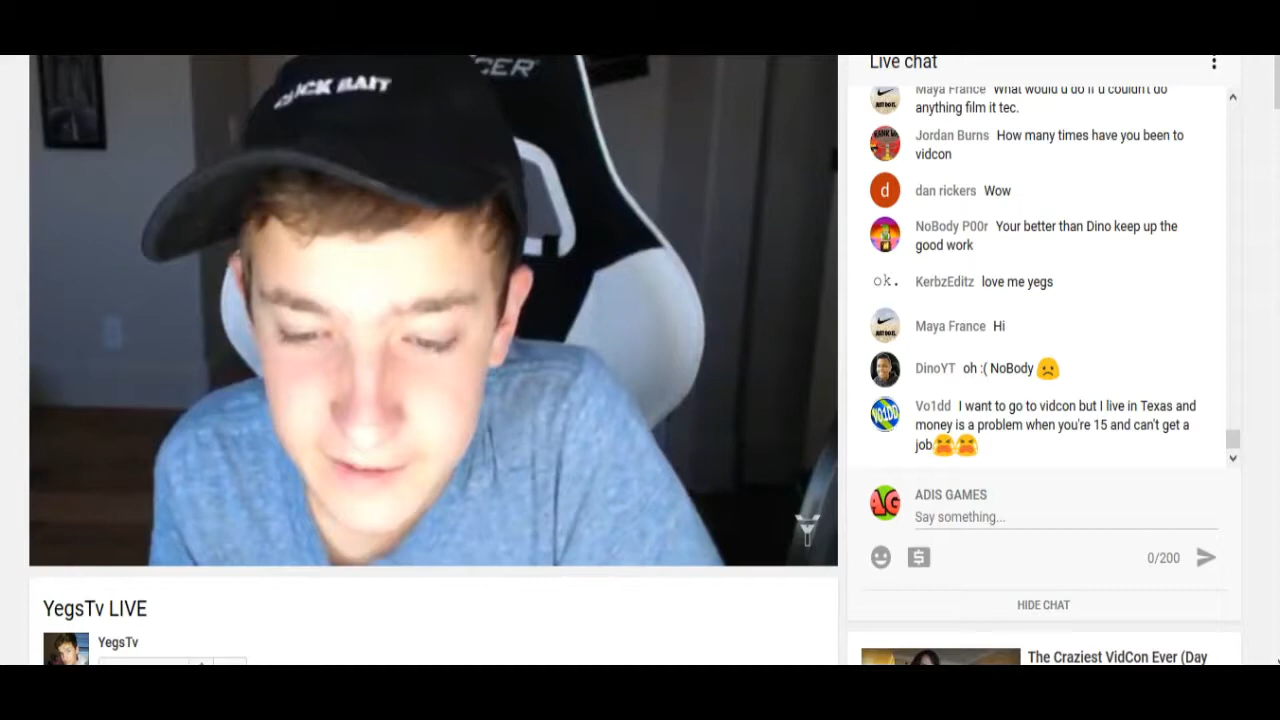 CER
CLICK BAIT
Live chat
Maya France What would u do if u couldn't do
anything film it tec.
Jordan Burns How many times have you been to
vidcon
d
dan rickers Wow
NoBody P00r Your better than Dino keep up the
good work
ok.
KerbzEditz love me yegs
Maya France Hi
DinoYT oh :( NoBody
VO1DD
Vo1dd I want to go to vidcon but I live in Texas and
money is a problem when you're 15 and can't get a
job
AG
ADIS GAMES
Say something...
0/200
HIDE CHAT
YegsTv LIVE
YegsTv
The Craziest VidCon Ever (Day